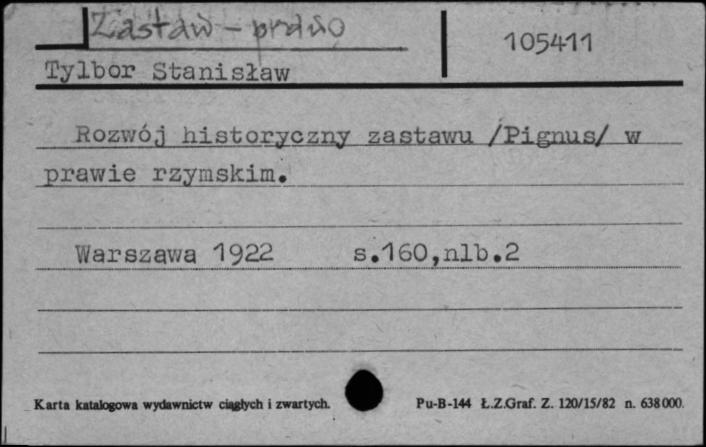 Zastaw - prawo
105411
Tylbor Stanisław
Rozwój historyczny zastawu /Pignus/ w
prawie rzymskim.
Warszawa 1922 s.160,nlb.2
Karta katalogowa wydawnictw ciągłych i zwartych. Pu-B-144 Ł.Z.Graf. Z. 120/15/82 n. 638000.